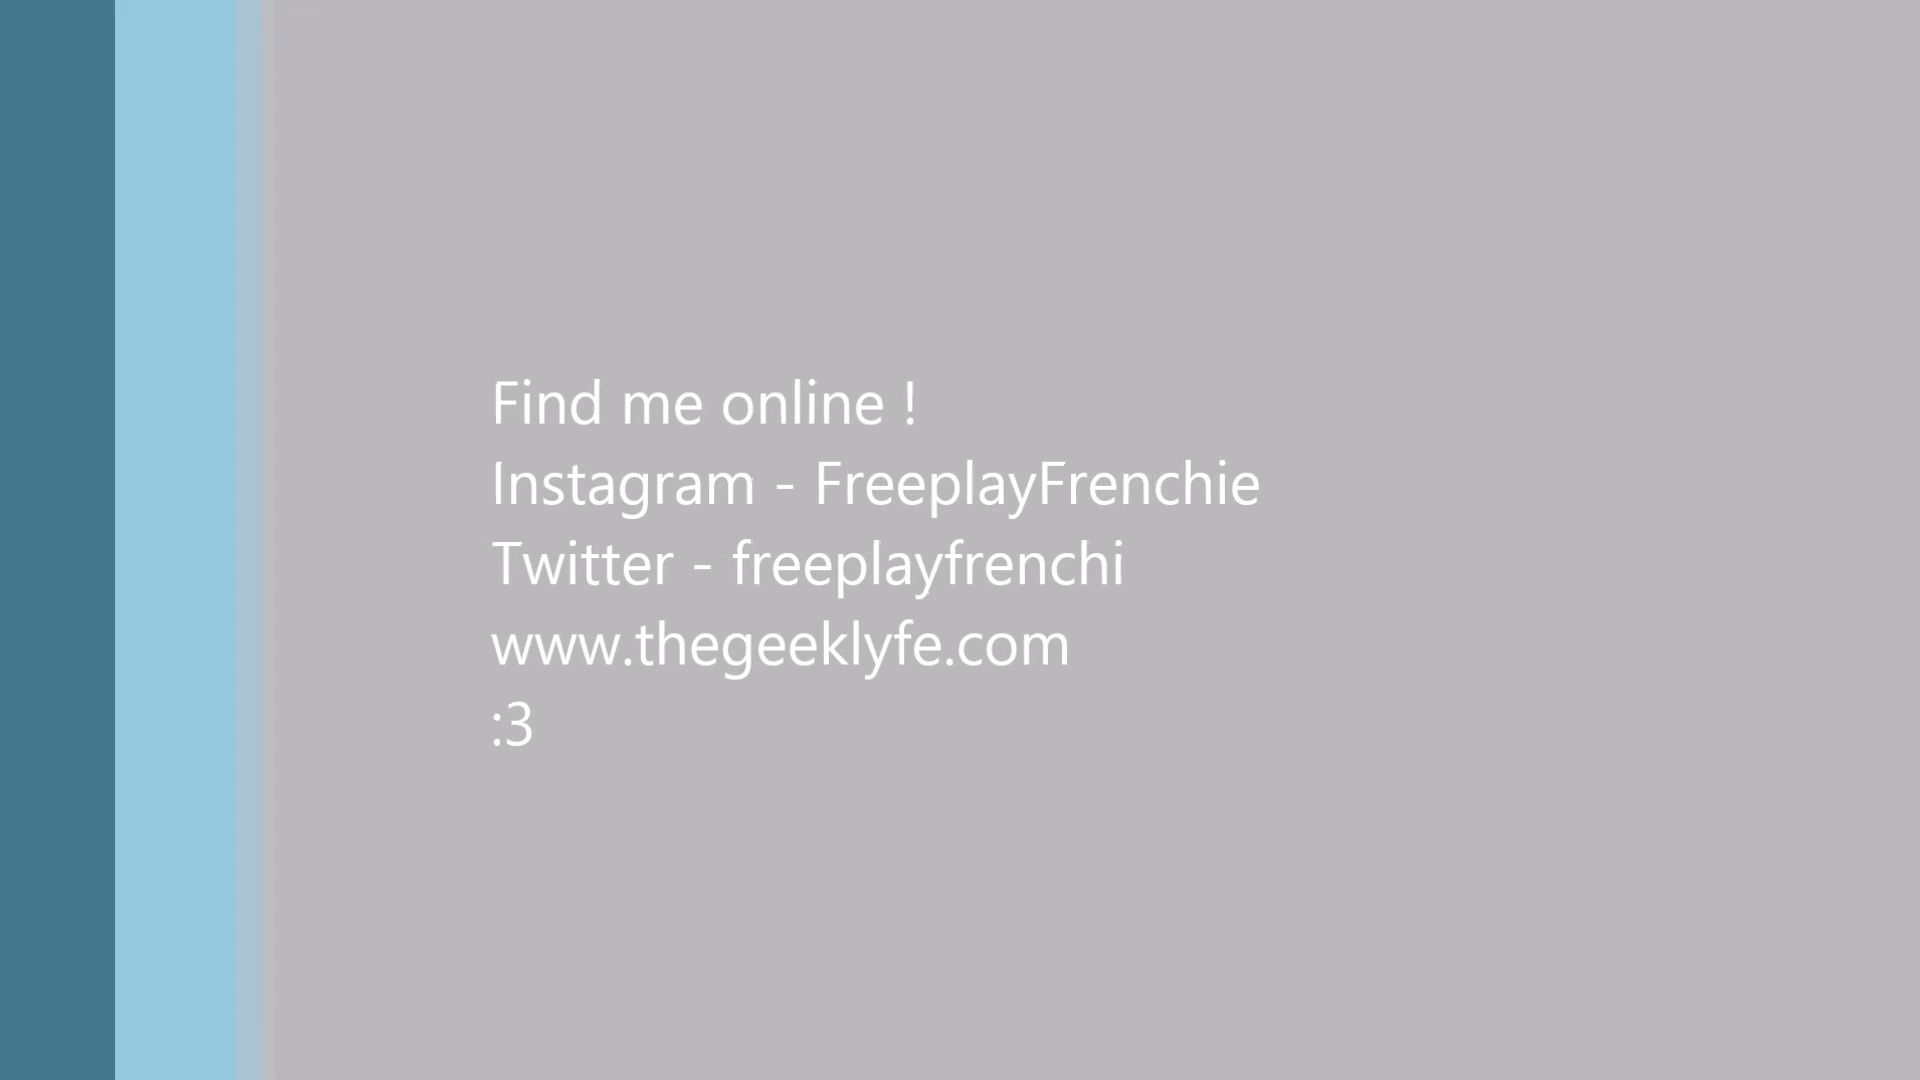 Find me online !
Instagram - FreeplayFrenchie
Twitter - freeplayfrenchi
www.thegeeklyfe.com
:3